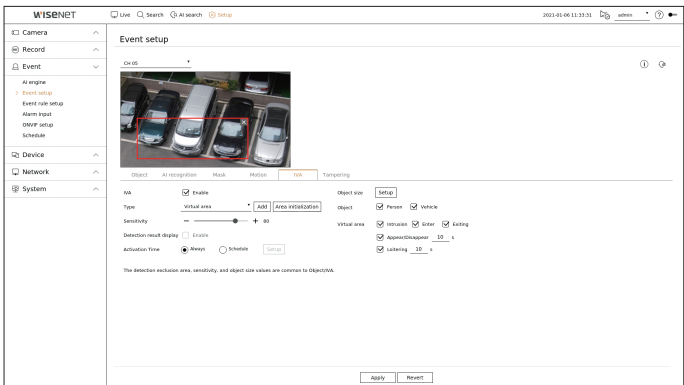 WISENET
Live Search AI search Setup
2021-01-06 11:33:31 admin
Camera
Record
Event
AI engine
Event setup
Event rule setup
Alarm input
ONVIF setup
Schedule
Device
Network
System
Event setup
CH 05
Object AI recognition Mask Motion IVA Tampering
IVA Enable
Type Virtual area Add Area initialization
Sensitivity 80
Detection result display Enable
Activation Time Always Schedule Setup
Object size Setup
Object Person Vehicle
Virtual area Intrusion Enter Exiting
Appear/Disappear 10 s
Loitering 10 s
The detection exclusion area, sensitivity, and object size values are common to Object/IVA.
Apply Revert